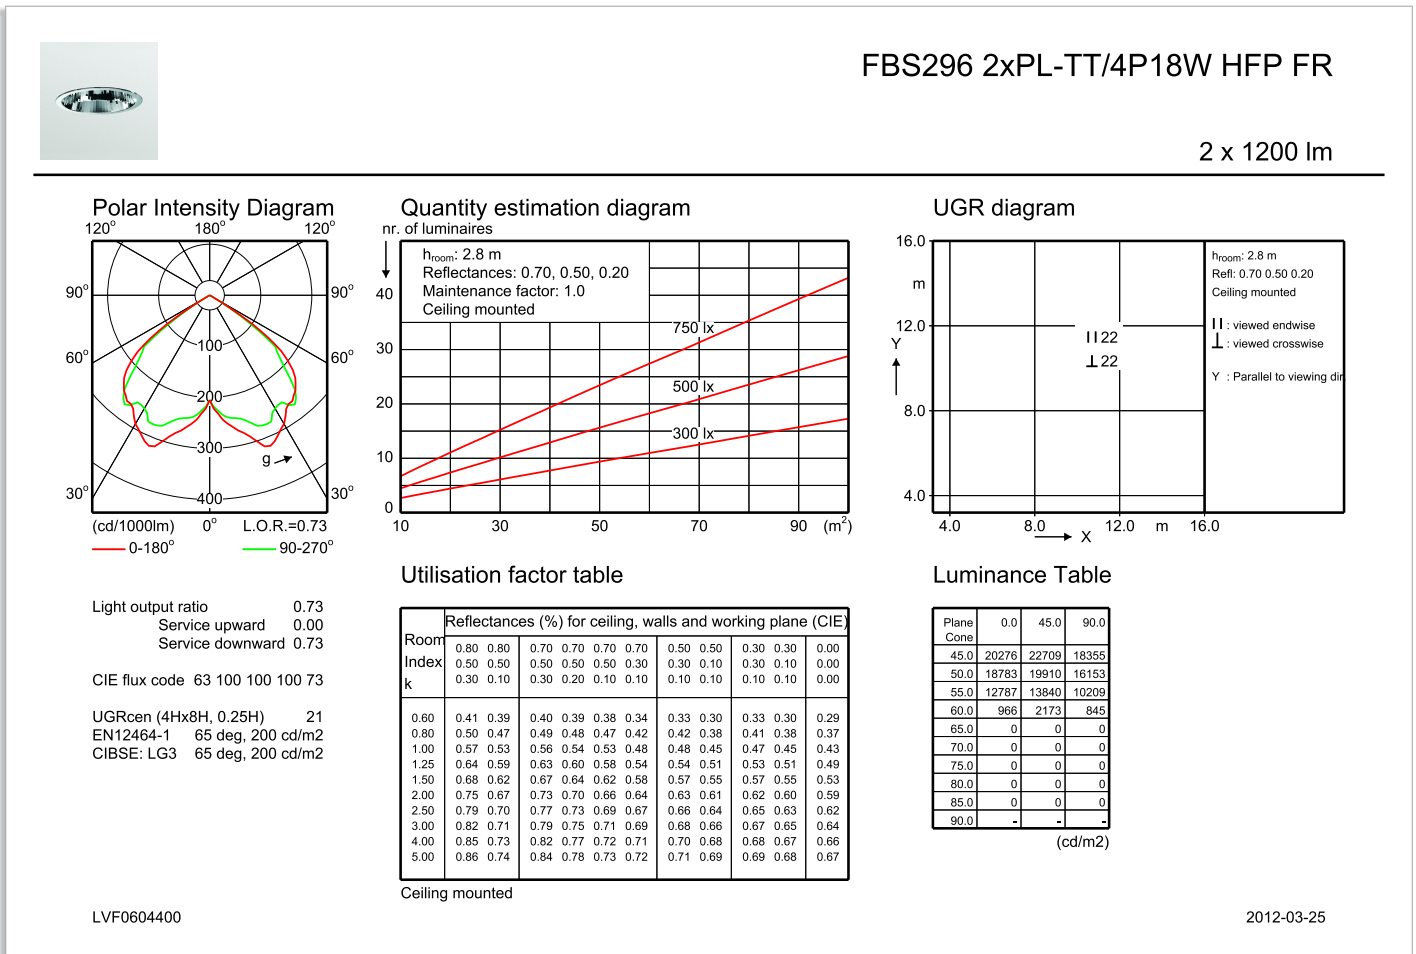 FBS296 2xPL-TT/4P18W HFP FR
2 x 1200 lm
Polar Intensity Diagram
120° 180° 120°
90° 90°
60° 60°
30° 30°
100
200
300
400
g
(cd/1000lm) 0° L.O.R.=0.73
0-180° 90-270°
Quantity estimation diagram
nr. of luminaires
hroom: 2.8 m
Reflectances: 0.70, 0.50, 0.20
Maintenance factor: 1.0
Ceiling mounted
40
30
20
10
0
750 lx
500 lx
300 lx
10 30 50 70 90 (m²)
UGR diagram
16.0
m
12.0
Y
8.0
4.0
22
22
4.0 8.0 12.0 m 16.0
X
hroom: 2.8 m
Refl: 0.70 0.50 0.20
Ceiling mounted
II : viewed endwise
⊥ : viewed crosswise
Y : Parallel to viewing dir.
Light output ratio 0.73
Service upward 0.00
Service downward 0.73
CIE flux code 63 100 100 100 73
UGRcen (4Hx8H, 0.25H) 21
EN12464-1 65 deg, 200 cd/m2
CIBSE: LG3 65 deg, 200 cd/m2
Utilisation factor table
Room Index k
Reflectances (%) for ceiling, walls and working plane (CIE)
0.80 0.80 0.70 0.70 0.70 0.70 0.50 0.50 0.30 0.30 0.00
0.50 0.50 0.50 0.50 0.50 0.30 0.30 0.10 0.30 0.10 0.00
0.30 0.10 0.30 0.20 0.10 0.10 0.10 0.10 0.10 0.10 0.00
0.60 0.41 0.39 0.40 0.39 0.38 0.34 0.33 0.30 0.33 0.30 0.29
0.80 0.50 0.47 0.49 0.48 0.47 0.42 0.42 0.38 0.41 0.38 0.37
1.00 0.57 0.53 0.56 0.54 0.53 0.48 0.48 0.45 0.47 0.45 0.43
1.25 0.64 0.59 0.63 0.60 0.58 0.54 0.54 0.51 0.53 0.51 0.49
1.50 0.68 0.62 0.67 0.64 0.62 0.58 0.57 0.55 0.57 0.55 0.53
2.00 0.75 0.67 0.73 0.70 0.66 0.64 0.63 0.61 0.62 0.60 0.59
2.50 0.79 0.70 0.77 0.73 0.69 0.67 0.66 0.64 0.65 0.63 0.62
3.00 0.82 0.71 0.79 0.75 0.71 0.69 0.68 0.66 0.67 0.65 0.64
4.00 0.85 0.73 0.82 0.77 0.72 0.71 0.70 0.68 0.68 0.67 0.66
5.00 0.86 0.74 0.84 0.78 0.73 0.72 0.71 0.69 0.69 0.68 0.67
Ceiling mounted
Luminance Table
Plane Cone 0.0 45.0 90.0
45.0 20276 22709 18355
50.0 18783 19910 16153
55.0 12787 13840 10209
60.0 966 2173 845
65.0 0 0 0
70.0 0 0 0
75.0 0 0 0
80.0 0 0 0
85.0 0 0 0
90.0 - - -
(cd/m2)
LVF0604400
2012-03-25